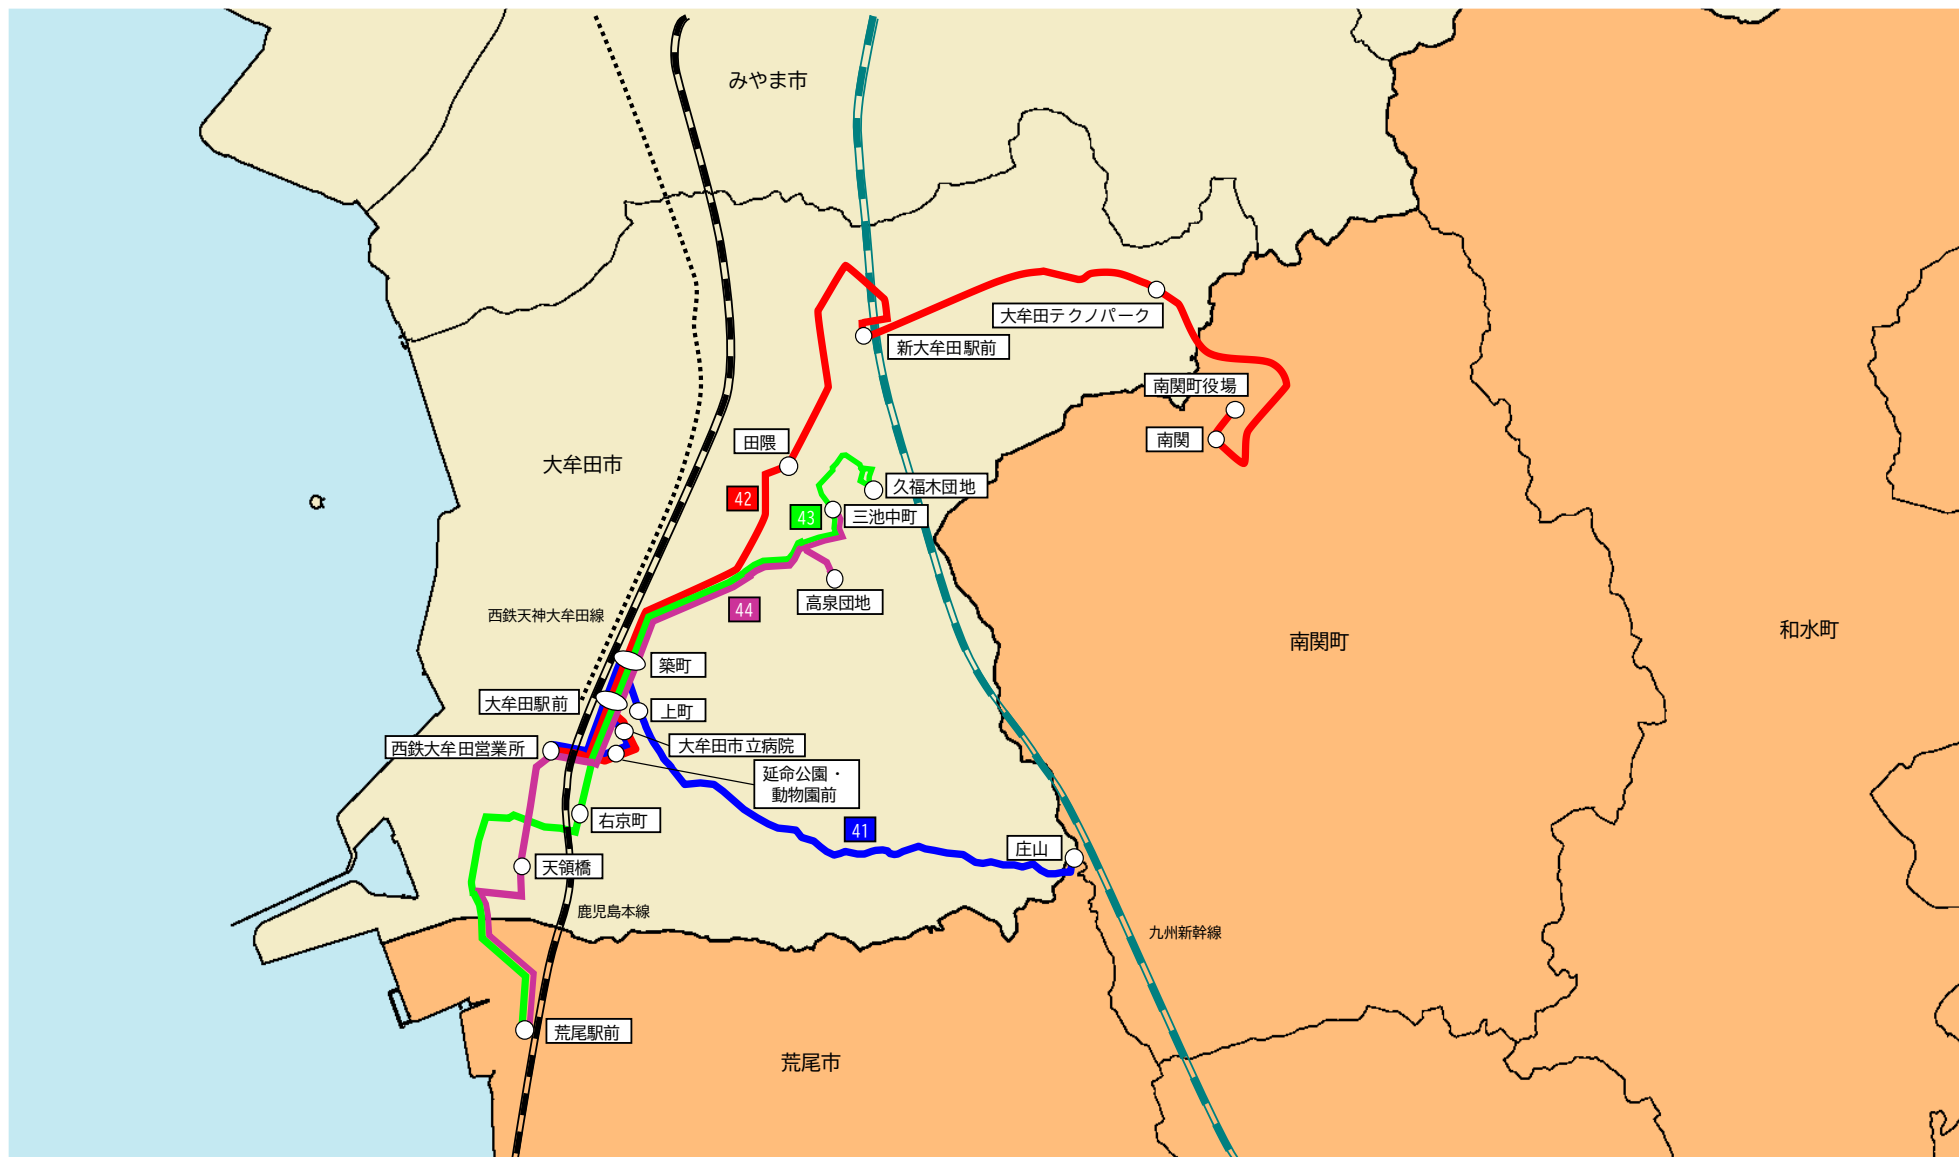 みやま市
大牟田テクノパーク
新大牟田駅前
南関町役場
南関
田隈
大牟田市
久福木団地
42
43
三池中町
高泉団地
44
西鉄天神大牟田線
築町
南関町
和水町
大牟田駅前
上町
西鉄大牟田営業所
大牟田市立病院
延命公園・
動物園前
右京町
41
庄山
天領橋
鹿児島本線
九州新幹線
荒尾駅前
荒尾市